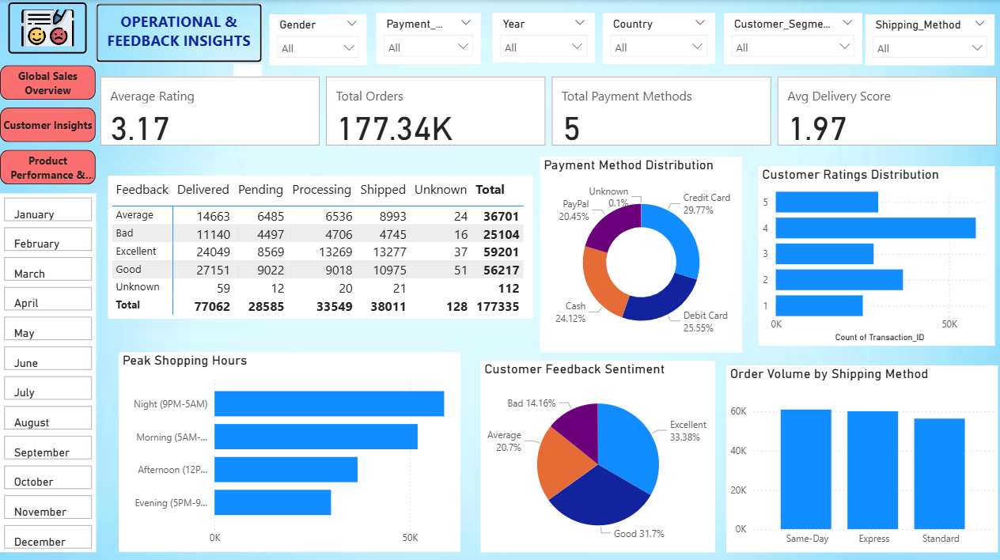 OPERATIONAL &
FEEDBACK INSIGHTS
Gender
All
Payment_...
All
Year
All
Country
All
Customer_Segme...
All
Shipping_Method
All
Global Sales
Overview
Customer Insights
Product
Performance &...
Average Rating
3.17
Total Orders
177.34K
Total Payment Methods
5
Avg Delivery Score
1.97
January
February
March
April
May
June
July
August
September
October
November
December
Feedback Delivered Pending Processing Shipped Unknown Total
Average 14663 6485 6536 8993 24 36701
Bad 11140 4497 4706 4745 16 25104
Excellent 24049 8569 13269 13277 37 59201
Good 27151 9022 9018 10975 51 56217
Unknown 59 12 20 21 112
Total 77062 28585 33549 38011 128 177335
Payment Method Distribution
Unknown
0.1%
PayPal
20.45%
Credit Card
29.77%
Cash
24.12%
Debit Card
25.55%
Customer Ratings Distribution
5
4
3
2
1
0K 50K
Count of Transaction_ID
Peak Shopping Hours
Night (9PM-5AM)
Morning (5AM-...
Afternoon (12P...
Evening (5PM-9...
0K 50K
Customer Feedback Sentiment
Bad 14.16%
Average
20.7%
Excellent
33.38%
Good 31.7%
Order Volume by Shipping Method
60K
40K
20K
0K
Same-Day Express Standard